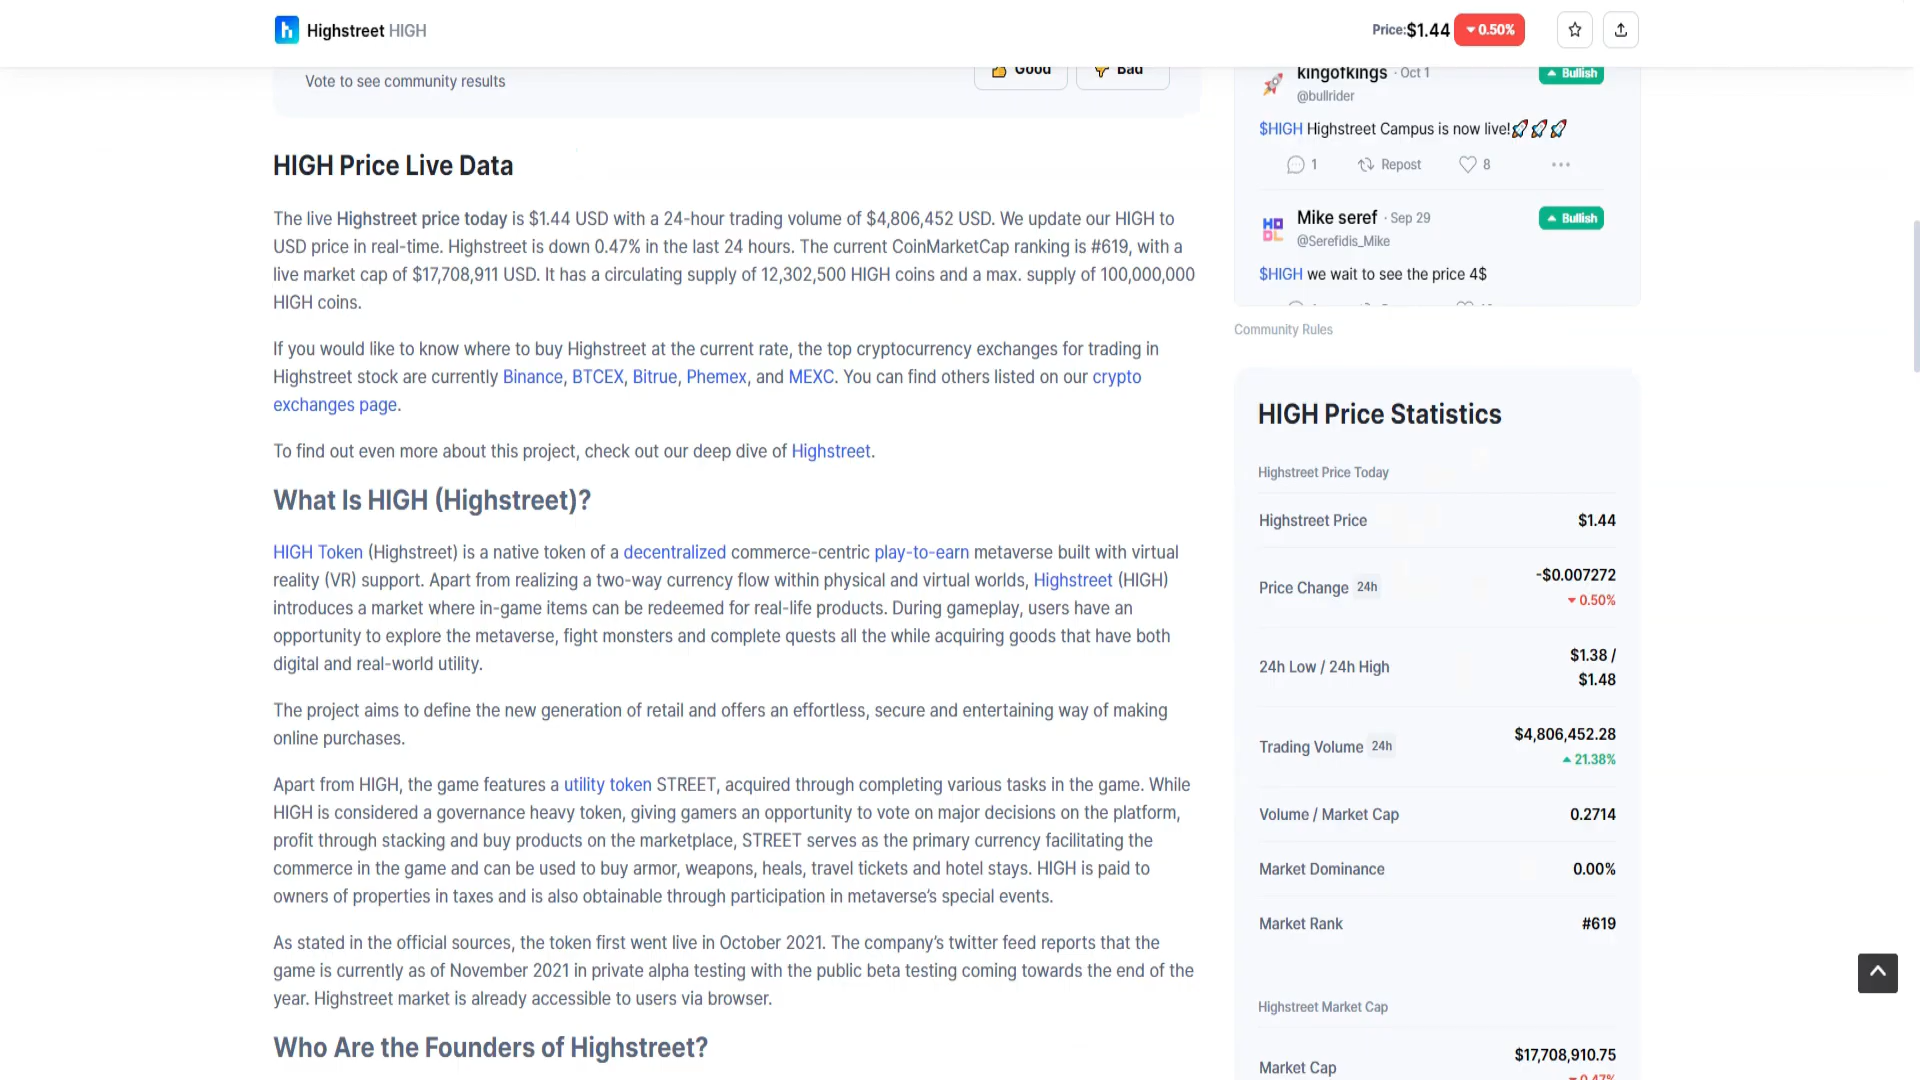 Highstreet HIGH
Price:$1.44 0.50%
Vote to see community results
Good
Bad
HIGH Price Live Data
The live Highstreet price today is $1.44 USD with a 24-hour trading volume of $4,806,452 USD. We update our HIGH to
USD price in real-time. Highstreet is down 0.47% in the last 24 hours. The current CoinMarketCap ranking is #619, with a
live market cap of $17,708,911 USD. It has a circulating supply of 12,302,500 HIGH coins and a max. supply of 100,000,000
HIGH coins.
If you would like to know where to buy Highstreet at the current rate, the top cryptocurrency exchanges for trading in
Highstreet stock are currently Binance, BTCEX, Bitrue, Phemex, and MEXC. You can find others listed on our crypto
exchanges page.
To find out even more about this project, check out our deep dive of Highstreet.
What Is HIGH (Highstreet)?
HIGH Token (Highstreet) is a native token of a decentralized commerce-centric play-to-earn metaverse built with virtual
reality (VR) support. Apart from realizing a two-way currency flow within physical and virtual worlds, Highstreet (HIGH)
introduces a market where in-game items can be redeemed for real-life products. During gameplay, users have an
opportunity to explore the metaverse, fight monsters and complete quests all the while acquiring goods that have both
digital and real-world utility.
The project aims to define the new generation of retail and offers an effortless, secure and entertaining way of making
online purchases.
Apart from HIGH, the game features a utility token STREET, acquired through completing various tasks in the game. While
HIGH is considered a governance heavy token, giving gamers an opportunity to vote on major decisions on the platform,
profit through stacking and buy products on the marketplace, STREET serves as the primary currency facilitating the
commerce in the game and can be used to buy armor, weapons, heals, travel tickets and hotel stays. HIGH is paid to
owners of properties in taxes and is also obtainable through participation in metaverse's special events.
As stated in the official sources, the token first went live in October 2021. The company's twitter feed reports that the
game is currently as of November 2021 in private alpha testing with the public beta testing coming towards the end of the
year. Highstreet market is already accessible to users via browser.
Who Are the Founders of Highstreet?
kingofkings · Oct 1
Bullish
@bullrider
$HIGH Highstreet Campus is now live!🚀🚀🚀
1 Repost 8
HODL
Mike seref · Sep 29
Bullish
@Serefidis_Mike
$HIGH we wait to see the price 4$
Community Rules
HIGH Price Statistics
Highstreet Price Today
Highstreet Price $1.44
Price Change 24h -$0.007272
0.50%
24h Low / 24h High $1.38 /
$1.48
Trading Volume 24h $4,806,452.28
21.38%
Volume / Market Cap 0.2714
Market Dominance 0.00%
Market Rank #619
Highstreet Market Cap
Market Cap $17,708,910.75
0.47%